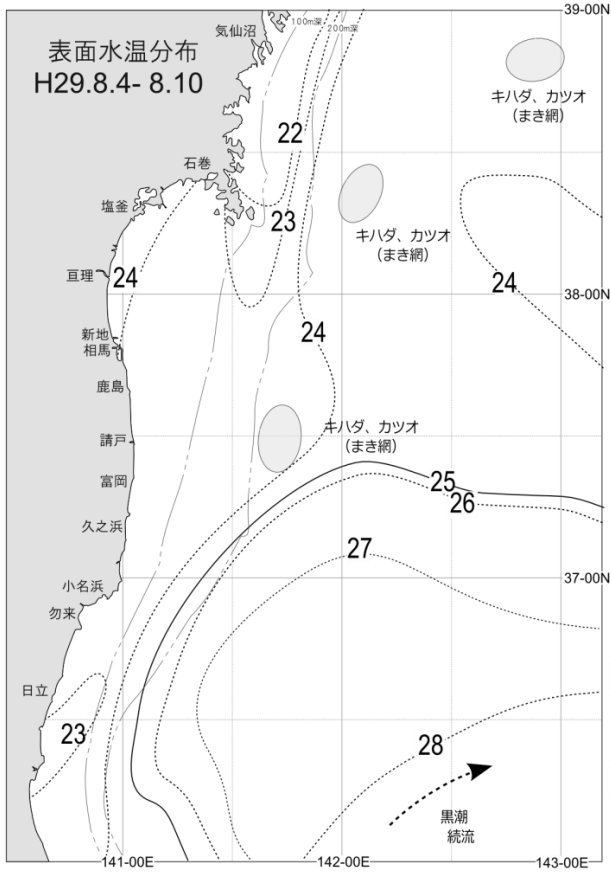 39-00N
気仙沼
100m深
200m深
表面水温分布
H29.8.4- 8.10
キハダ、カツオ
(まき網)
22
石巻
塩釜
23
キハダ、カツオ
(まき網)
亘理
24
24
38-00N
新地
相馬
24
鹿島
キハダ、カツオ
(まき網)
請戸
富岡
25
26
久之浜
27
37-00N
小名浜
勿来
日立
23
28
黒潮
続流
141-00E
142-00E
143-00E